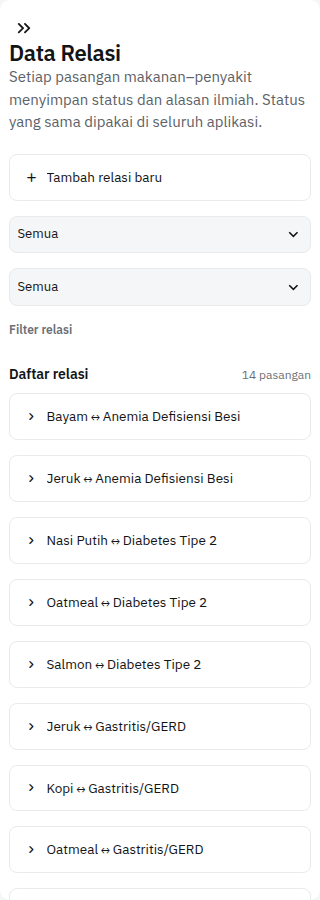 Data Relasi
Setiap pasangan makanan–penyakit
menyimpan status dan alasan ilmiah. Status
yang sama dipakai di seluruh aplikasi.
+ Tambah relasi baru
Semua
Semua
Filter relasi
Daftar relasi 14 pasangan
Bayam ↔ Anemia Defisiensi Besi
Jeruk ↔ Anemia Defisiensi Besi
Nasi Putih ↔ Diabetes Tipe 2
Oatmeal ↔ Diabetes Tipe 2
Salmon ↔ Diabetes Tipe 2
Jeruk ↔ Gastritis/GERD
Kopi ↔ Gastritis/GERD
Oatmeal ↔ Gastritis/GERD